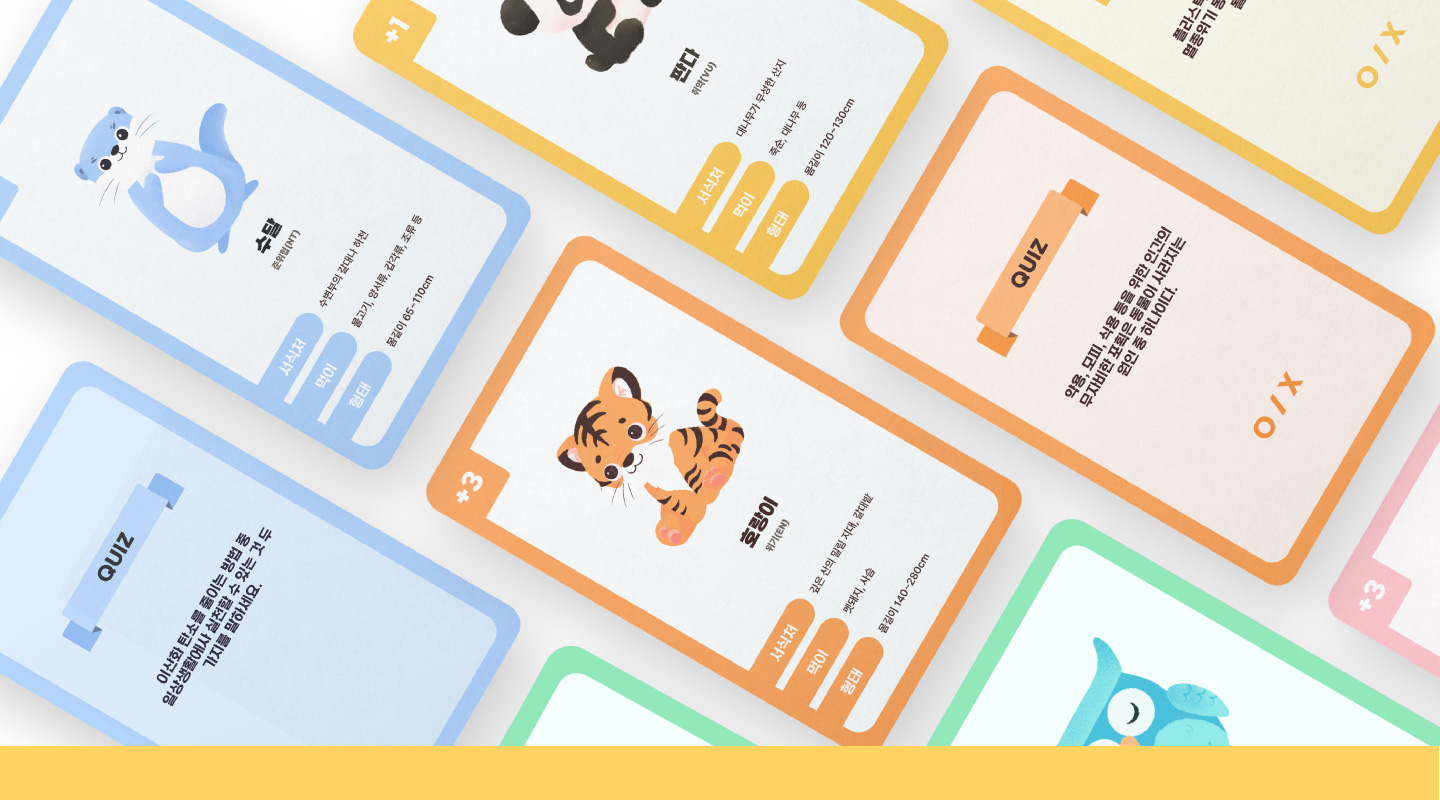 수달
준위협(NT)
서식처
수변부의 갈대나 하천
먹이
물고기, 양서류, 갑각류, 조류 등
형태
몸길이 65~110cm
+1
판다
취약(VU)
서식처
대나무가 무성한 산지
먹이
죽순, 대나무 등
형태
몸길이 120~130cm
플라스틱
멸종위기
O / X
QUIZ
이산화 탄소를 줄이는 방법 중
일상생활에서 실천할 수 있는 것 두
가지를 말하세요.
+3
호랑이
위기(EN)
서식처
깊은 산의 밀림 지대, 갈대밭
먹이
멧돼지, 사슴
형태
몸길이 140~280cm
QUIZ
약용, 모피, 식용 등을 위한 인간의
무자비한 포획은 동물이 사라지는
원인 중 하나이다.
O / X
+3